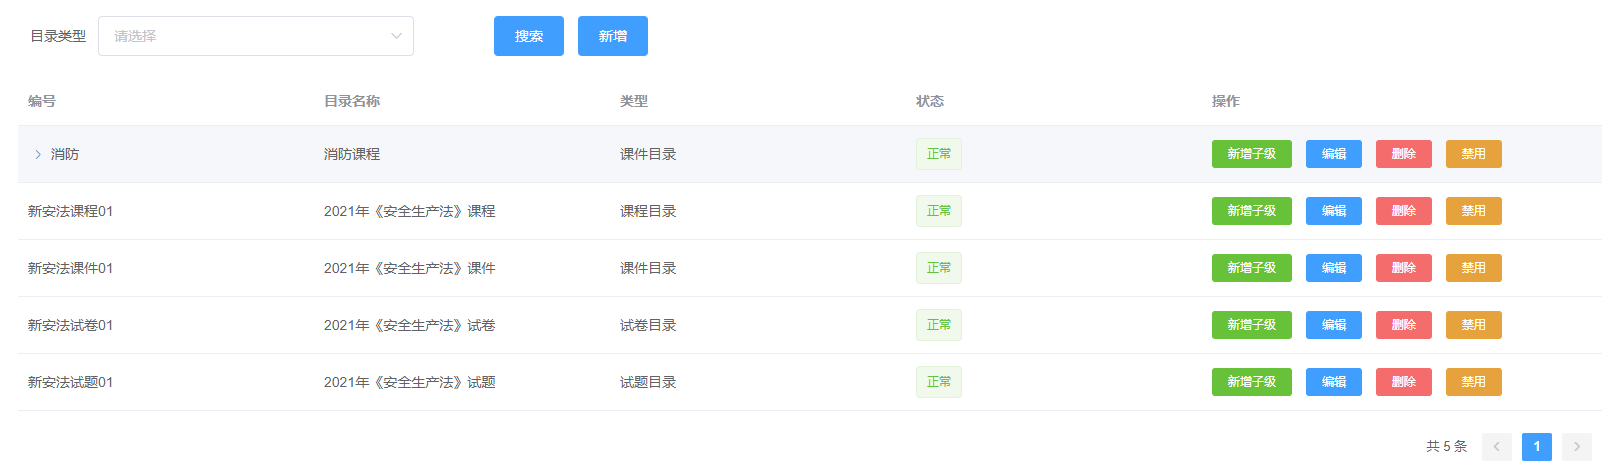 目录类型 请选择 搜索 新增
编号 目录名称 类型 状态 操作
消防 消防课程 课件目录 正常 新增子级 编辑 删除 禁用
新安法课程01 2021年《安全生产法》课程 课程目录 正常 新增子级 编辑 删除 禁用
新安法课件01 2021年《安全生产法》课件 课件目录 正常 新增子级 编辑 删除 禁用
新安法试卷01 2021年《安全生产法》试卷 试卷目录 正常 新增子级 编辑 删除 禁用
新安法试题01 2021年《安全生产法》试题 试题目录 正常 新增子级 编辑 删除 禁用
共 5 条 1